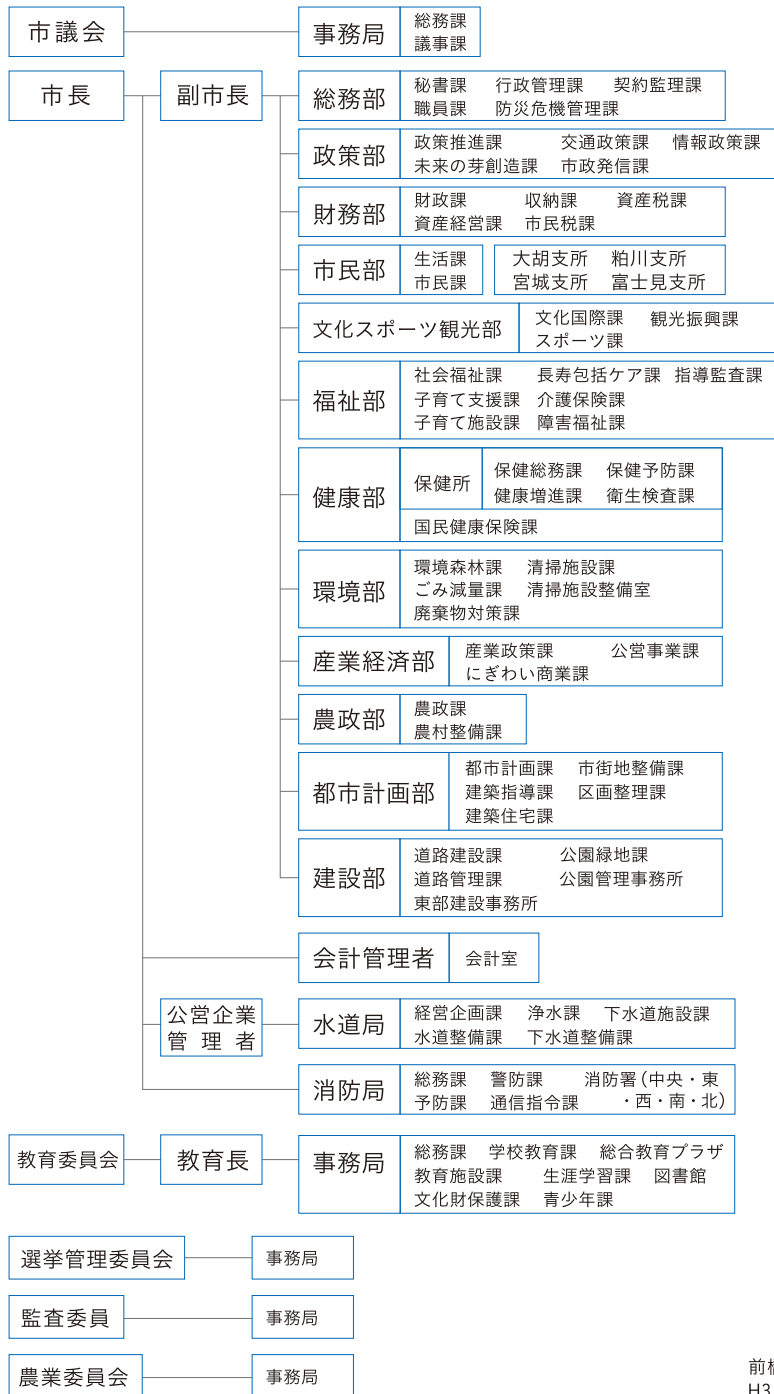 市議会
事務局
総務課
議事課
市長
副市長
総務部
秘書課 行政管理課 契約監理課
職員課 防災危機管理課
政策部
政策推進課 交通政策課 情報政策課
未来の芽創造課 市政発信課
財務部
財政課 収納課 資産税課
資産経営課 市民税課
市民部
生活課
市民課
大胡支所 粕川支所
宮城支所 富士見支所
文化スポーツ観光部
文化国際課 観光振興課
スポーツ課
福祉部
社会福祉課 長寿包括ケア課 指導監査課
子育て支援課 介護保険課
子育て施設課 障害福祉課
健康部
保健所
保健総務課 保健予防課
健康増進課 衛生検査課
国民健康保険課
環境部
環境森林課 清掃施設課
ごみ減量課 清掃施設整備室
廃棄物対策課
産業経済部
産業政策課 公営事業課
にぎわい商業課
農政部
農政課
農村整備課
都市計画部
都市計画課 市街地整備課
建築指導課 区画整理課
建築住宅課
建設部
道路建設課 公園緑地課
道路管理課 公園管理事務所
東部建設事務所
会計管理者
会計室
公営企業
管理者
水道局
経営企画課 浄水課 下水道施設課
水道整備課 下水道整備課
消防局
総務課 警防課 消防署(中央・東
予防課 通信指令課 ・西・南・北)
教育委員会
教育長
事務局
総務課 学校教育課 総合教育プラザ
教育施設課 生涯学習課 図書館
文化財保護課 青少年課
選挙管理委員会
事務局
監査委員
事務局
農業委員会
事務局
前
H3